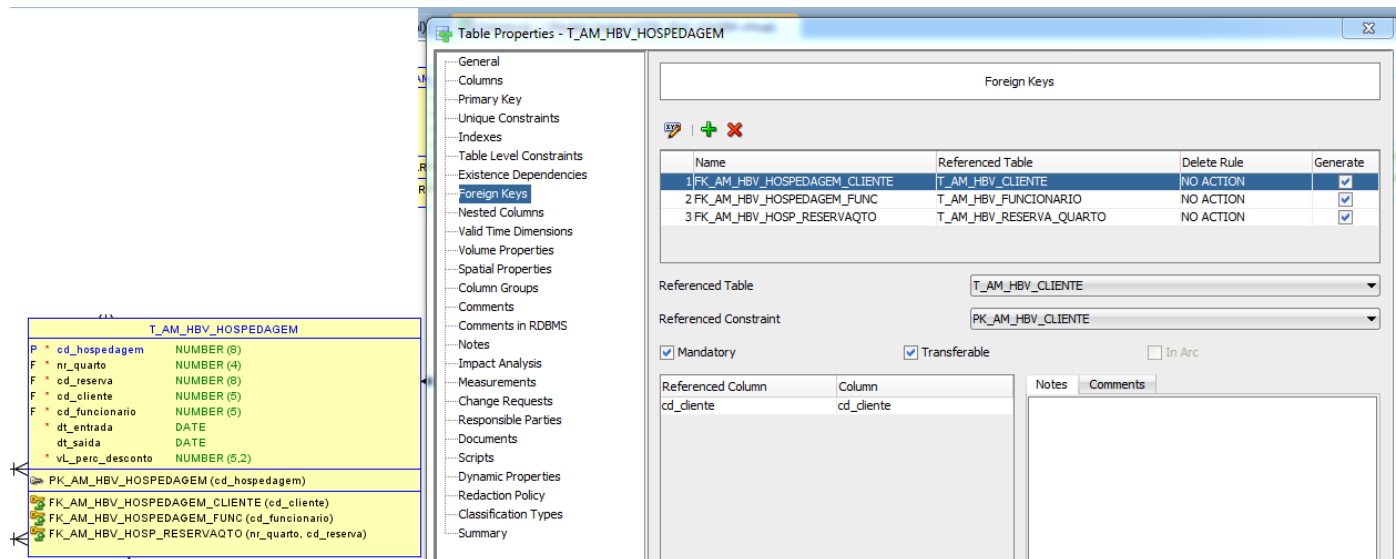 Table Properties - T_AM_HBV_HOSPEDAGEM
General
Columns
Primary Key
Unique Constraints
Indexes
Table Level Constraints
Existence Dependencies
Foreign Keys
Nested Columns
Valid Time Dimensions
Volume Properties
Spatial Properties
Column Groups
Comments
Comments in RDBMS
Notes
Impact Analysis
Measurements
Change Requests
Responsible Parties
Documents
Scripts
Dynamic Properties
Redaction Policy
Classification Types
Summary
Foreign Keys
Name Referenced Table Delete Rule Generate
1 FK_AM_HBV_HOSPEDAGEM_CLIENTE T_AM_HBV_CLIENTE NO ACTION
2 FK_AM_HBV_HOSPEDAGEM_FUNC T_AM_HBV_FUNCIONARIO NO ACTION
3 FK_AM_HBV_HOSP_RESERVAQTO T_AM_HBV_RESERVA_QUARTO NO ACTION
Referenced Table T_AM_HBV_CLIENTE
Referenced Constraint PK_AM_HBV_CLIENTE
Mandatory Transferable In Arc
Referenced Column Column
cd_cliente cd_cliente
Notes Comments
T_AM_HBV_HOSPEDAGEM
P * cd_hospedagem NUMBER (8)
F * nr_quarto NUMBER (4)
F * cd_reserva NUMBER (8)
F * cd_cliente NUMBER (5)
F * cd_funcionario NUMBER (5)
* dt_entrada DATE
dt_saida DATE
* vL_perc_desconto NUMBER (5,2)
PK_AM_HBV_HOSPEDAGEM (cd_hospedagem)
FK_AM_HBV_HOSPEDAGEM_CLIENTE (cd_cliente)
FK_AM_HBV_HOSPEDAGEM_FUNC (cd_funcionario)
FK_AM_HBV_HOSP_RESERVAQTO (nr_quarto, cd_reserva)